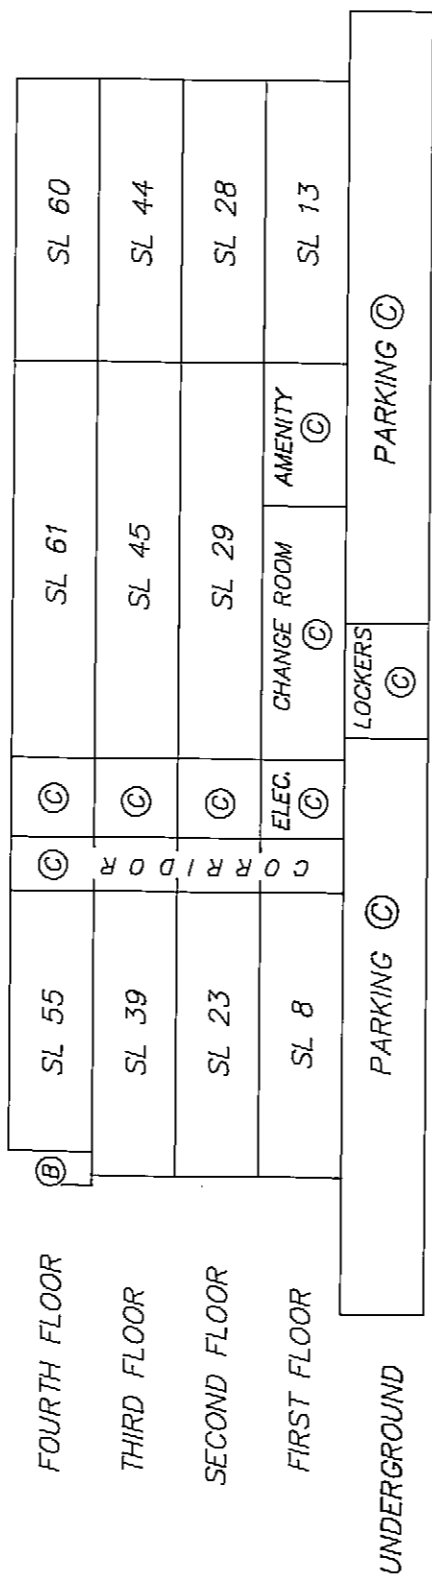 FOURTH FLOOR Ⓑ SL 55 Ⓒ Ⓒ SL 61 SL 60
THIRD FLOOR SL 39 Ⓒ SL 45 SL 44
SECOND FLOOR SL 23 Ⓒ SL 29 SL 28
CORRIDOR
FIRST FLOOR SL 8 ELEC. Ⓒ CHANGE ROOM Ⓒ AMENITY Ⓒ SL 13
UNDERGROUND PARKING Ⓒ LOCKERS Ⓒ PARKING Ⓒ